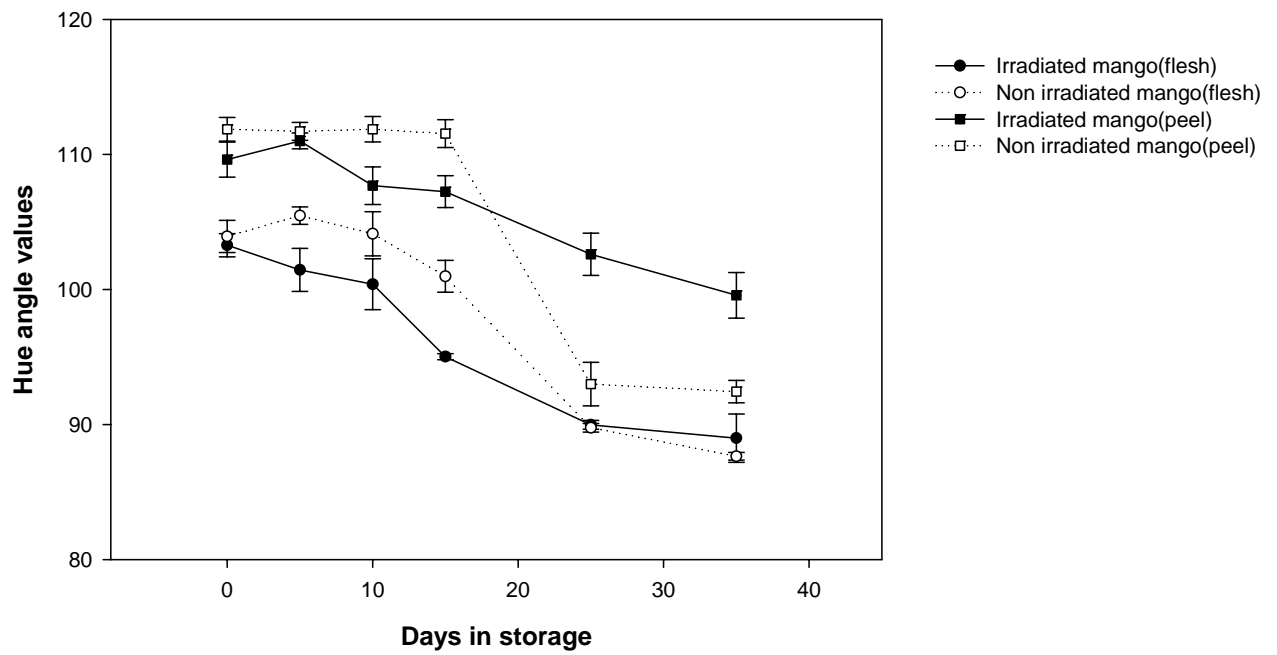 120
110
100
90
80
Hue angle values
0
10
20
30
40
Days in storage
Irradiated mango(flesh)
Non irradiated mango(flesh)
Irradiated mango(peel)
Non irradiated mango(peel)